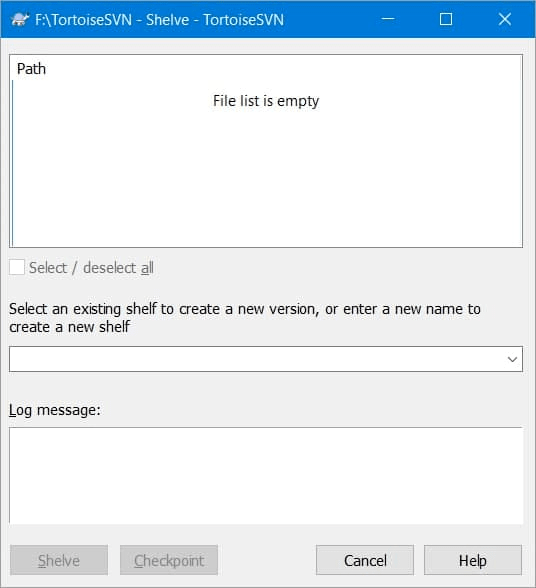 F:\TortoiseSVN - Shelve - TortoiseSVN
Path
File list is empty
Select / deselect all
Select an existing shelf to create a new version, or enter a new name to
create a new shelf
Log message:
Shelve Checkpoint Cancel Help